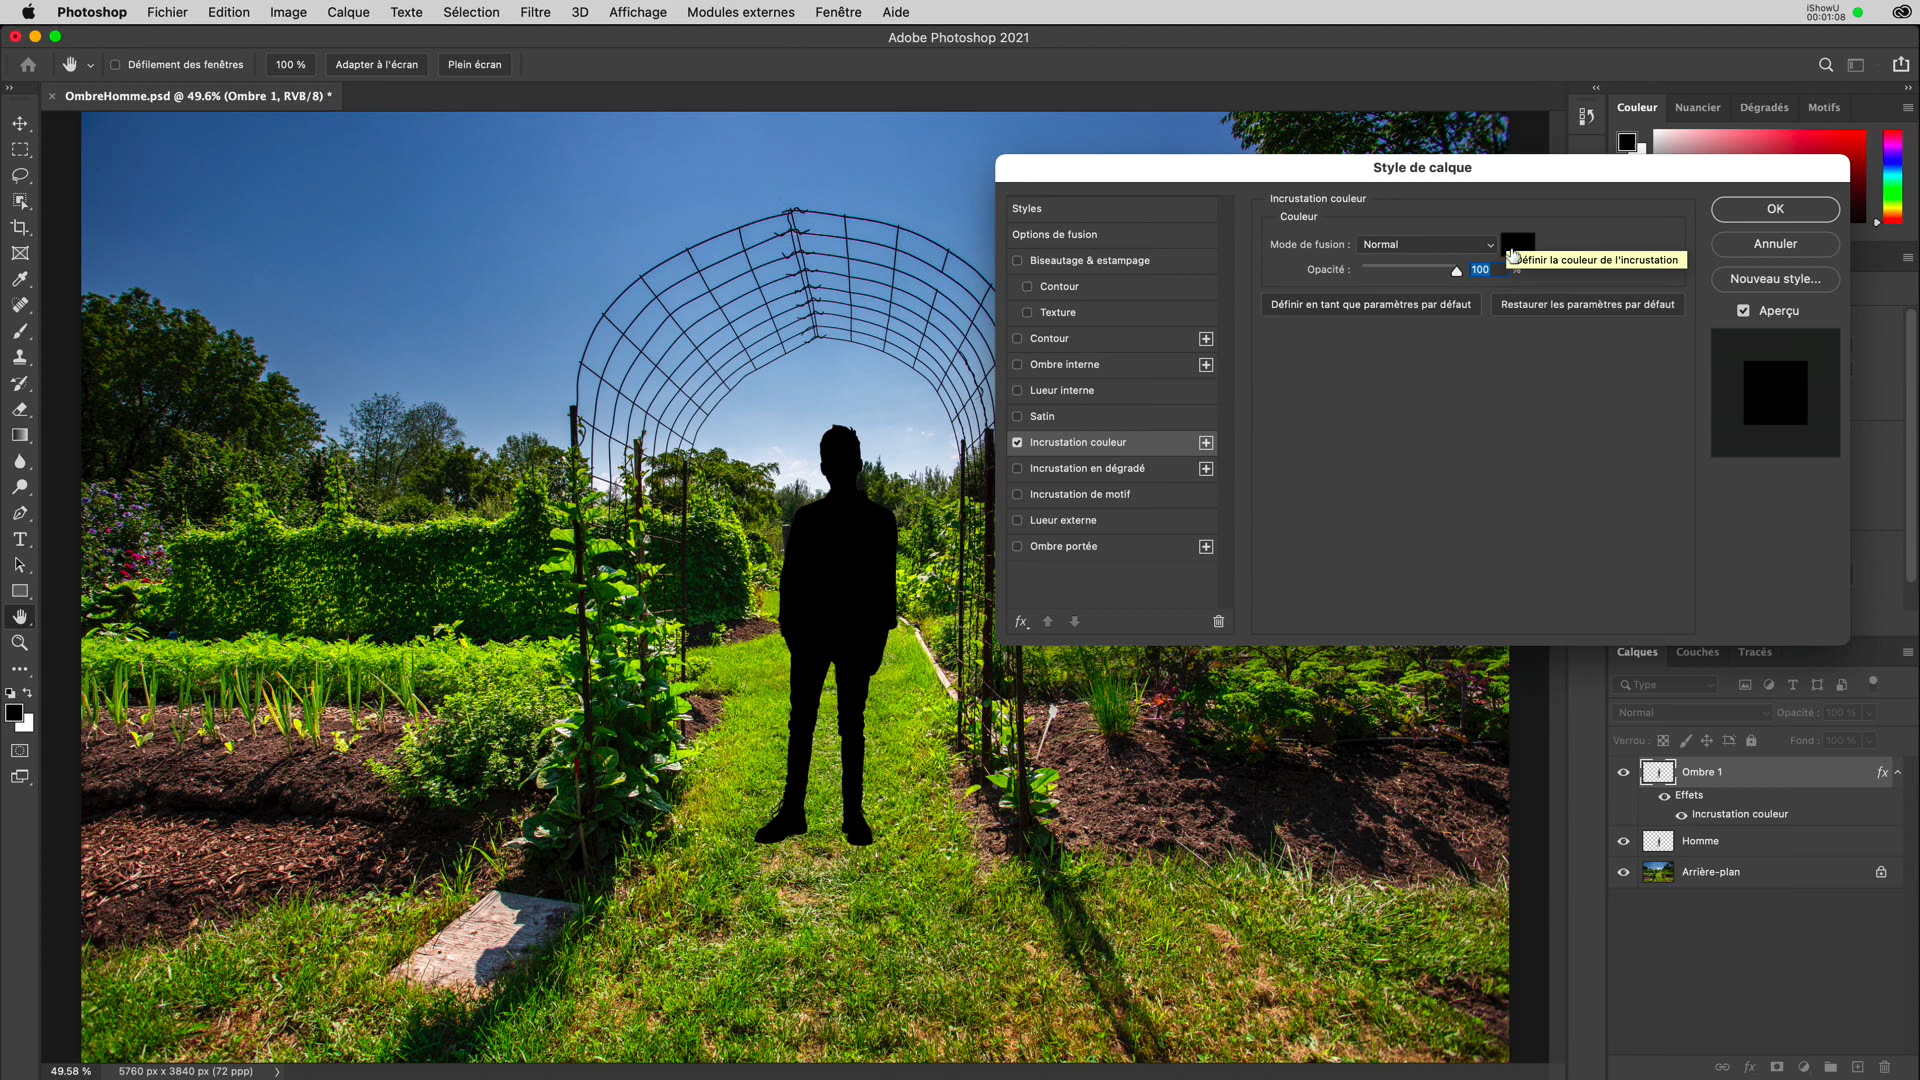 Photoshop Fichier Edition Image Calque Texte Sélection Filtre 3D Affichage Modules externes Fenêtre Aide
iShowU
00:01:08
Adobe Photoshop 2021
Défilement des fenêtres 100 % Adapter à l'écran Plein écran
OmbreHomme.psd @ 49.6% (Ombre 1, RVB/8) *
Couleur Nuancier Dégradés Motifs
Style de calque
Styles
Options de fusion
Biseautage & estampage
Contour
Texture
Contour
Ombre interne
Lueur interne
Satin
Incrustation couleur
Incrustation en dégradé
Incrustation de motif
Lueur externe
Ombre portée
fx
Incrustation couleur
Couleur
Mode de fusion : Normal
Définir la couleur de l'incrustation
Opacité : 100 %
Définir en tant que paramètres par défaut Restaurer les paramètres par défaut
OK
Annuler
Nouveau style...
Aperçu
Calques Couches Tracés
Type
Normal Opacité : 100 %
Verrou : Fond : 100 %
Ombre 1 fx
Effets
Incrustation couleur
Homme
Arrière-plan
fx
49.58 % 5760 px x 3840 px (72 ppp)